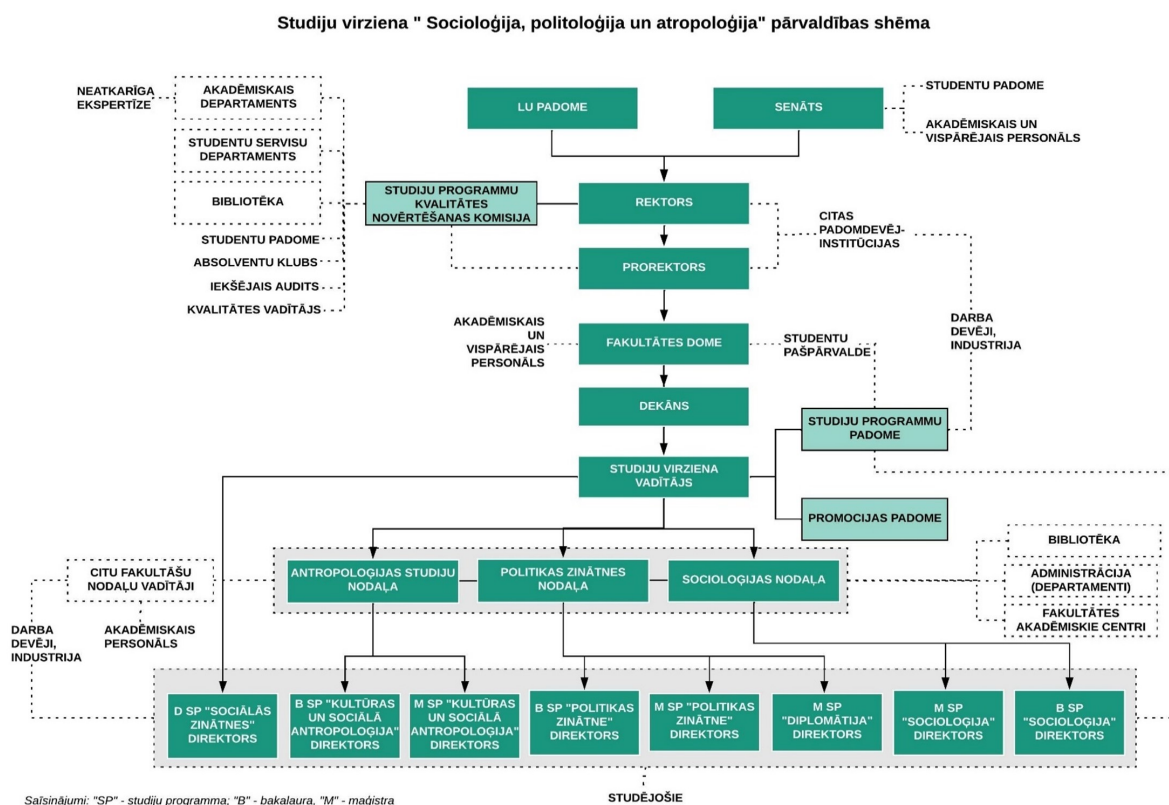 Studiju virziena " Socioloģija, politoloģija un atropoloģija" pārvaldības shēma
NEATKARĪGA
EKSPERTĪZE
AKADĒMISKAIS
DEPARTAMENTS
STUDENTU SERVISU
DEPARTAMENTS
BIBLIOTĒKA
STUDENTU PADOME
ABSOLVENTU KLUBS
IEKŠĒJAIS AUDITS
KVALITĀTES VADĪTĀJS
LU PADOME
SENĀTS
STUDENTU PADOME
AKADĒMISKAIS UN
VISPĀRĒJAIS PERSONĀLS
STUDIJU PROGRAMMU
KVALITĀTES
NOVĒRTĒŠANAS KOMISIJA
REKTORS
CITAS
PADOMDEVĒJ-
INSTITŪCIJAS
PROREKTORS
AKADĒMISKAIS
UN
VISPĀRĒJAIS
PERSONĀLS
FAKULTĀTES DOME
STUDENTU
PAŠPĀRVALDE
DARBA
DEVĒJI,
INDUSTRIJA
DEKĀNS
STUDIJU PROGRAMMU
PADOME
STUDIJU VIRZIENA
VADĪTĀJS
PROMOCIJAS PADOME
CITU FAKULTĀŠU
NODAĻU VADĪTĀJI
ANTROPOLOĢIJAS STUDIJU
NODAĻA
POLITIKAS ZINĀTNES
NODAĻA
SOCIOLOĢIJAS NODAĻA
BIBLIOTĒKA
ADMINISTRĀCIJA
(DEPARTAMENTI)
FAKULTĀTES
AKADĒMISKIE CENTRI
DARBA
DEVĒJI,
INDUSTRIJA
AKADĒMISKAIS
PERSONĀLS
D SP "SOCIĀLĀS
ZINĀTNES"
DIREKTORS
B SP "KULTŪRAS
UN SOCIĀLĀ
ANTROPOLOĢIJA"
DIREKTORS
M SP "KULTŪRAS
UN SOCIĀLĀ
ANTROPOLOĢIJA"
DIREKTORS
B SP "POLITIKAS
ZINĀTNE"
DIREKTORS
M SP "POLITIKAS
ZINĀTNE"
DIREKTORS
M SP
"DIPLOMĀTIJA"
DIREKTORS
M SP
"SOCIOLOĢIJA"
DIREKTORS
B SP
"SOCIOLOĢIJA"
DIREKTORS
STUDĒJOŠIE
Saīsinājumi: "SP" - studiju programma; "B" - bakalaura, "M" - maģistra